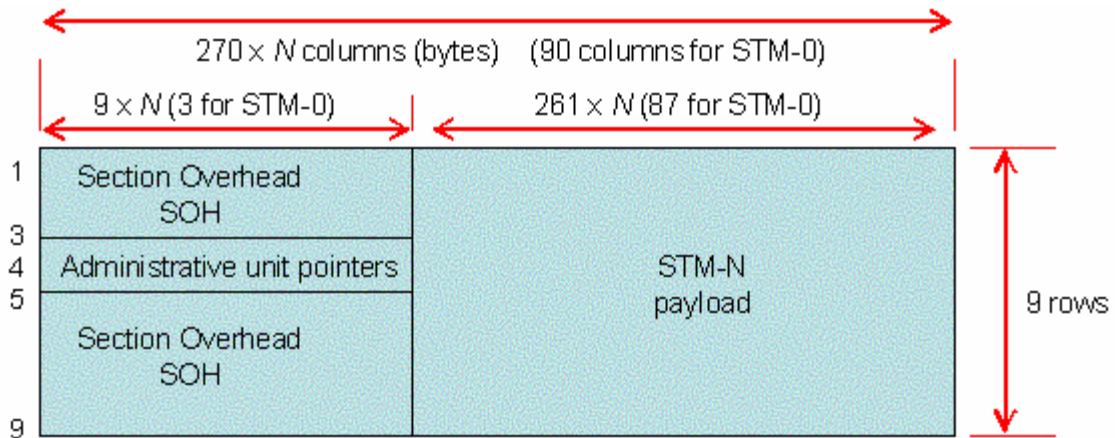 270 × N columns (bytes) (90 columns for STM-0)
9 × N (3 for STM-0)
261 × N (87 for STM-0)
1
Section Overhead
SOH
3
4
Administrative unit pointers
5
Section Overhead
SOH
9
STM-N
payload
9 rows